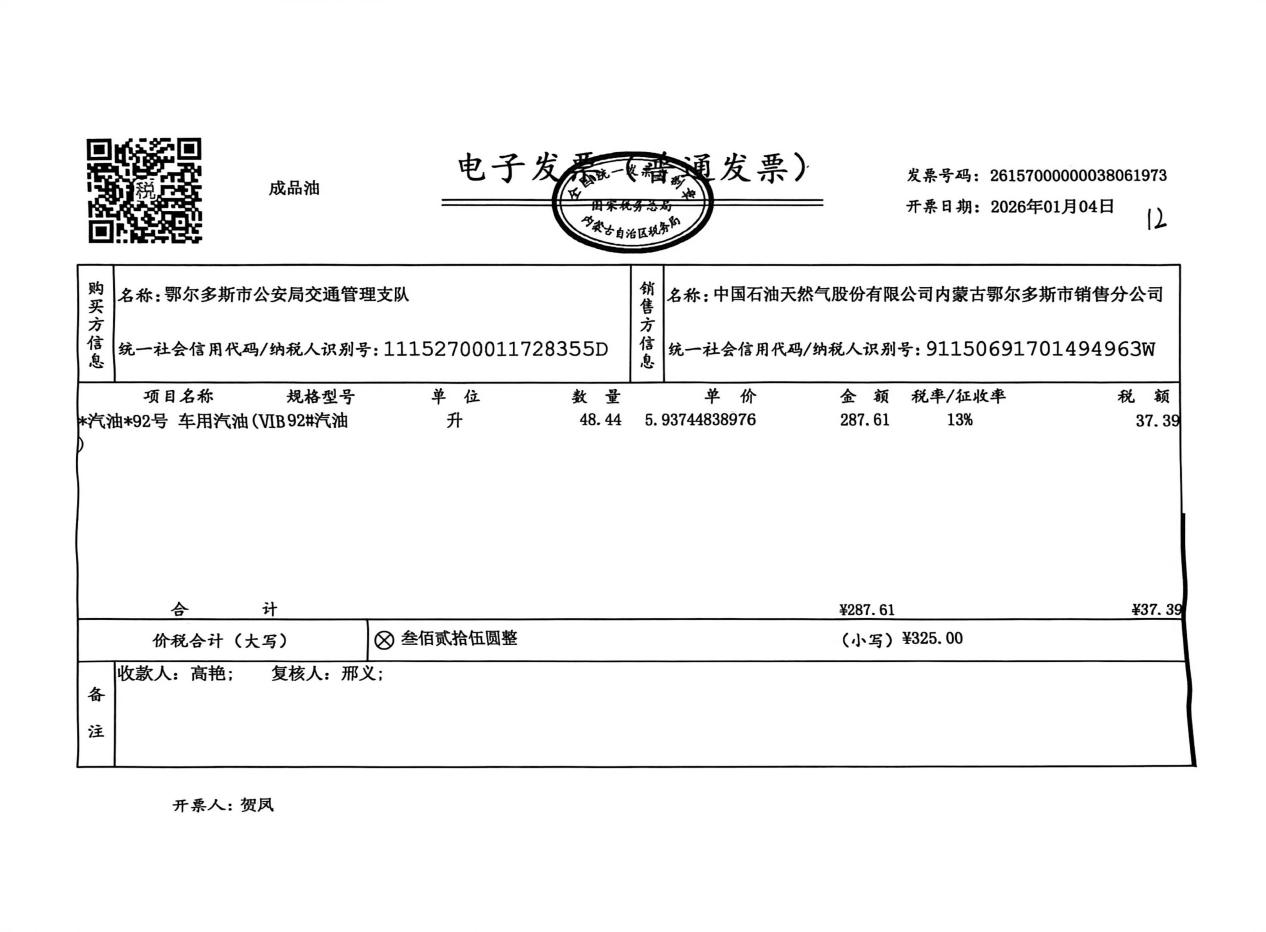 电子发票（普通发票）
成品油
税
全国统一发票监制章
国家税务总局
内蒙古自治区税务局
发票号码：26157000000038061973
开票日期：2026年01月04日
12
购买方信息
名称：鄂尔多斯市公安局交通管理支队
统一社会信用代码/纳税人识别号：11152700011728355D
销售方信息
名称：中国石油天然气股份有限公司内蒙古鄂尔多斯市销售分公司
统一社会信用代码/纳税人识别号：91150691701494963W
项目名称 规格型号 单位 数量 单价 金额 税率/征收率 税额
*汽油*92号 车用汽油(VIB 92#汽油 升 48.44 5.93744838976 287.61 13% 37.39
)
合计 ¥287.61 ¥37.39
价税合计（大写） ⊗ 叁佰贰拾伍圆整 （小写）¥325.00
备注
收款人：高艳; 复核人：邢义;
开票人：贺凤